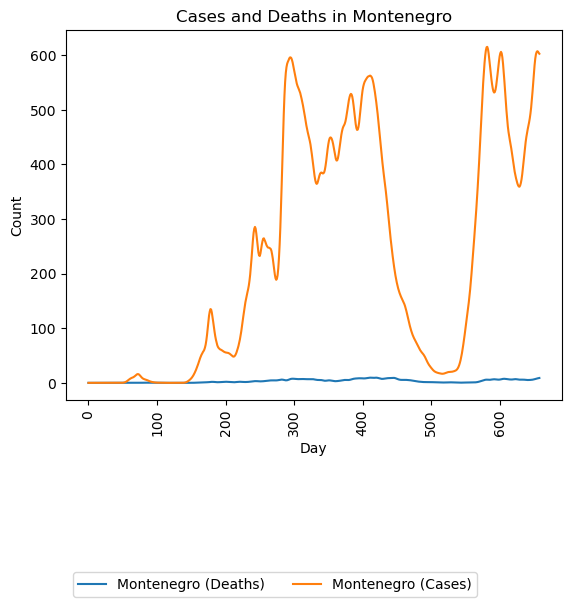 Cases and Deaths in Montenegro
Count
600
500
400
300
200
100
0
0 100 200 300 400 500 600
Day
Montenegro (Deaths) Montenegro (Cases)